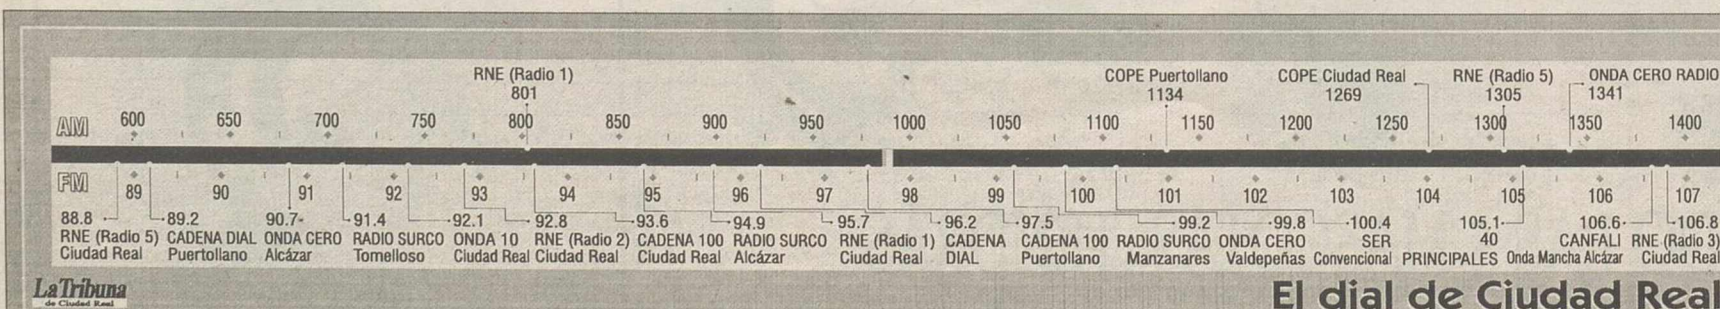 RNE (Radio 1)
801
COPE Puertollano
1134
COPE Ciudad Real
1269
RNE (Radio 5)
1305
ONDA CERO RADIO
1341
AM 600 650 700 750 800 850 900 950 1000 1050 1100 1150 1200 1250 1300 1350 1400
FM 89 90 91 92 93 94 95 96 97 98 99 100 101 102 103 104 105 106 107
88.8
RNE (Radio 5)
Ciudad Real
89.2
CADENA DIAL
Puertollano
90.7
ONDA CERO
Alcázar
91.4
RADIO SURCO
Tomelloso
92.1
ONDA 10
Ciudad Real
92.8
RNE (Radio 2)
Ciudad Real
93.6
CADENA 100
Ciudad Real
94.9
RADIO SURCO
Alcázar
95.7
RNE (Radio 1)
Ciudad Real
96.2
CADENA
DIAL
97.5
CADENA 100
Puertollano
99.2
RADIO SURCO
Manzanares
99.8
ONDA CERO
Valdepeñas
100.4
SER
Convencional
105.1
40
PRINCIPALES
106.6
CANFALI
Onda Mancha Alcázar
106.8
RNE (Radio 3)
Ciudad Real
La Tribuna
de Ciudad Real
El dial de Ciudad Real